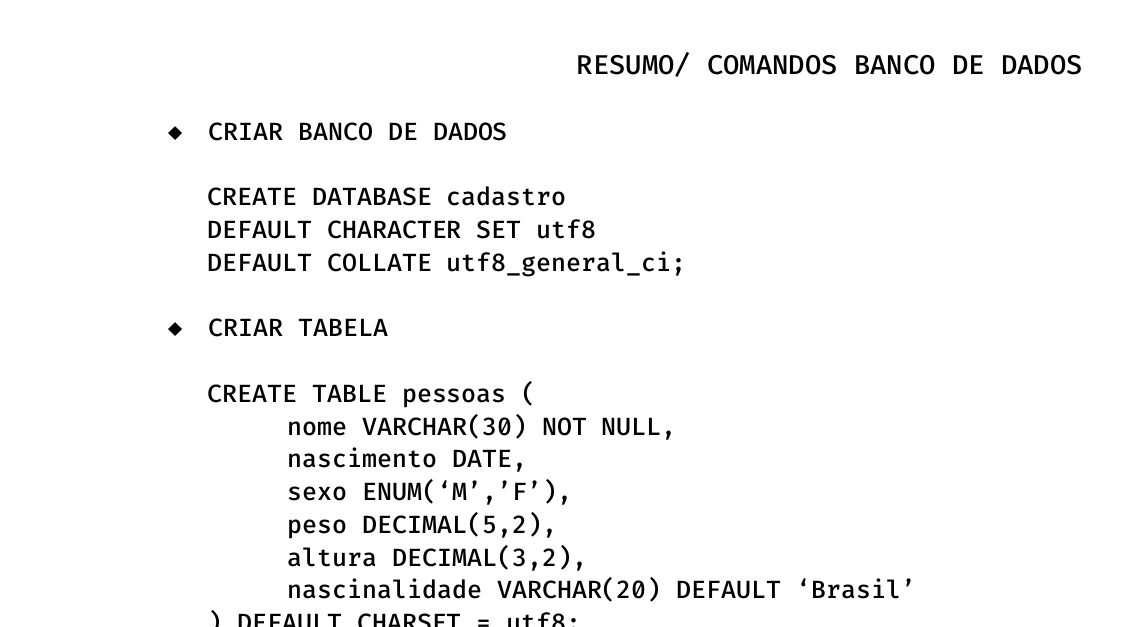 RESUMO/ COMANDOS BANCO DE DADOS
◆ CRIAR BANCO DE DADOS
CREATE DATABASE cadastro
DEFAULT CHARACTER SET utf8
DEFAULT COLLATE utf8_general_ci;
◆ CRIAR TABELA
CREATE TABLE pessoas (
nome VARCHAR(30) NOT NULL,
nascimento DATE,
sexo ENUM(‘M’,’F’),
peso DECIMAL(5,2),
altura DECIMAL(3,2),
nascinalidade VARCHAR(20) DEFAULT ‘Brasil’
) DEFAULT CHARSET = utf8;